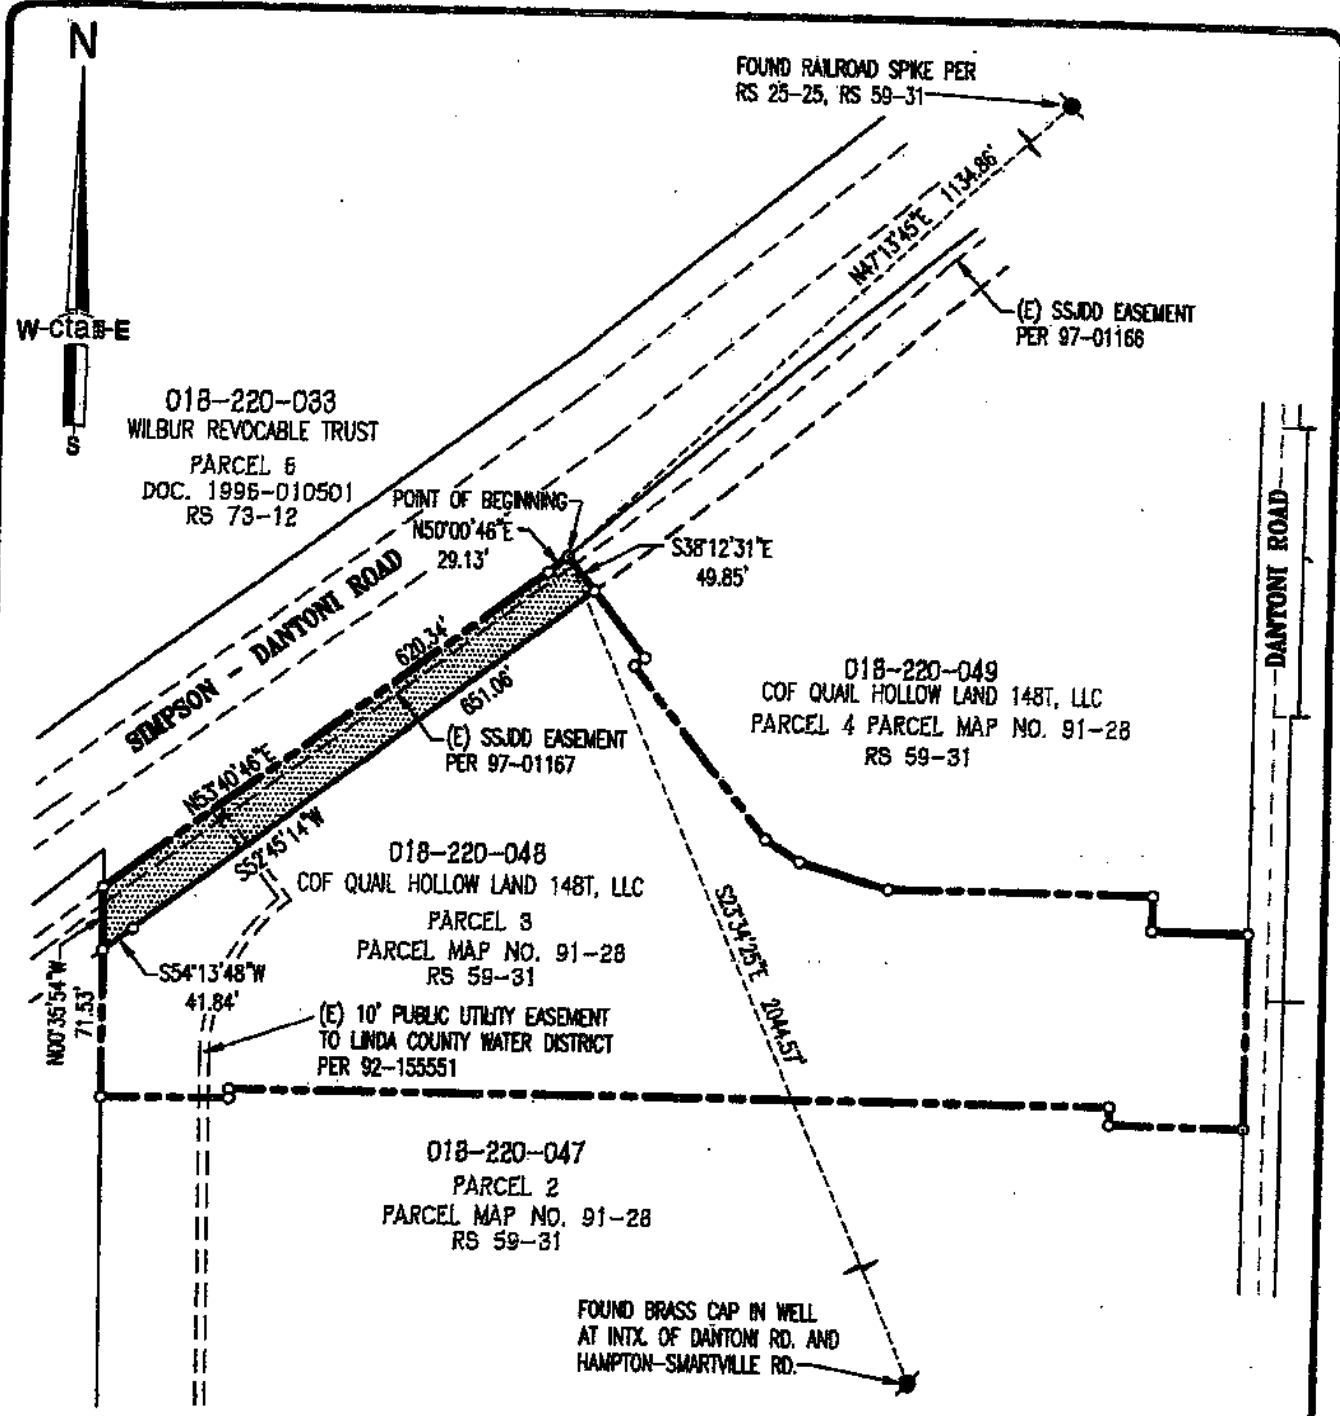 N
W-cta-E
S
FOUND RAILROAD SPIKE PER
RS 25-25, RS 59-31
N47°13'45"E 1134.86'
(E) SSJDD EASEMENT
PER 97-01166
018-220-033
WILBUR REVOCABLE TRUST
PARCEL 6
DOC. 1996-010501
RS 73-12
POINT OF BEGINNING
N50°00'46"E
29.13'
S38°12'31"E
49.85'
SIMPSON - DANTONI ROAD
DANTONI ROAD
620.34'
651.06'
N53°40'46"E
(E) SSJDD EASEMENT
PER 97-01167
S52°45'14"W
018-220-049
COF QUAIL HOLLOW LAND 148T, LLC
PARCEL 4 PARCEL MAP NO. 91-28
RS 59-31
018-220-048
COF QUAIL HOLLOW LAND 148T, LLC
PARCEL 3
PARCEL MAP NO. 91-28
RS 59-31
S54°13'48"W
41.84'
N00°35'54"W
71.53'
(E) 10' PUBLIC UTILITY EASEMENT
TO LINDA COUNTY WATER DISTRICT
PER 92-155551
S23°34'25"E 2044.57'
018-220-047
PARCEL 2
PARCEL MAP NO. 91-28
RS 59-31
FOUND BRASS CAP IN WELL
AT INTX. OF DANTONI RD. AND
HAMPTON-SMARTVILLE RD.